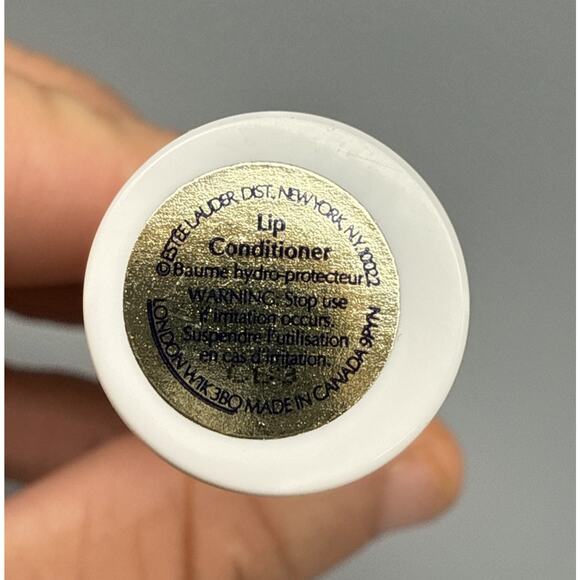 ESTEE LAUDER DIST. NEW YORK, N.Y. 10022
Lip
Conditioner
©Baume hydro-protecteur
WARNING: Stop use
if irritation occurs.
Suspendre l'utilisation
en cas d'irritation.
LONDON W1K 3BQ MADE IN CANADA 9PYN